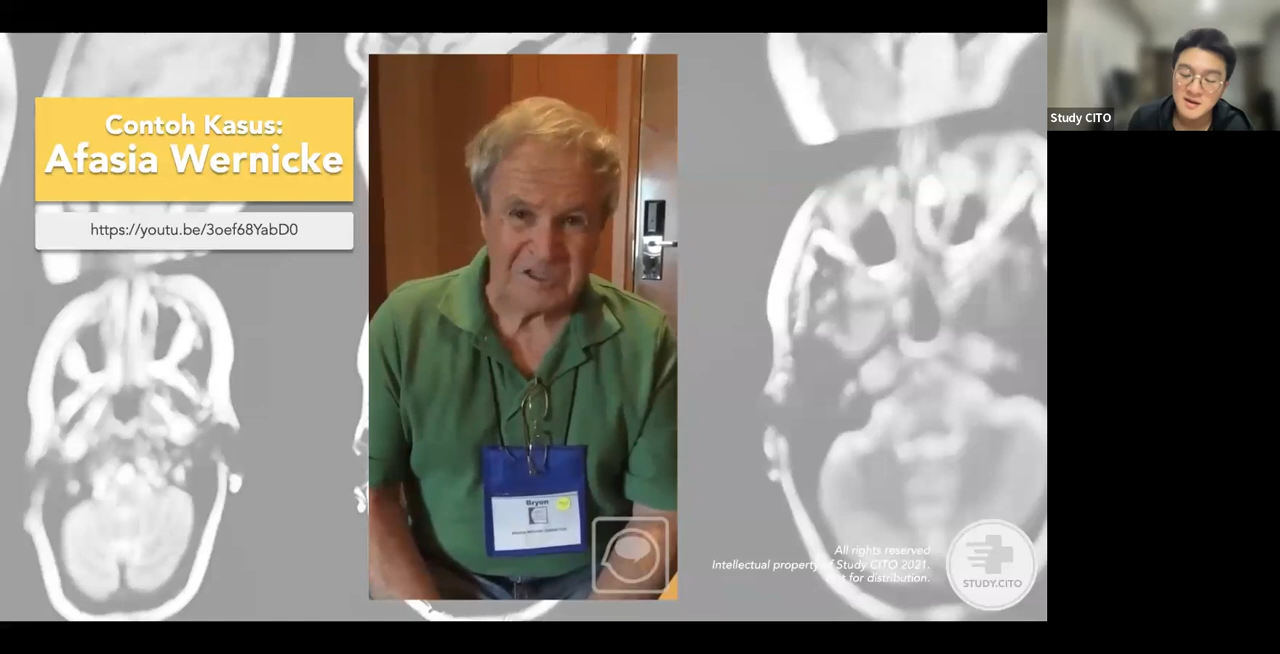 Contoh Kasus:
Afasia Wernicke
https://youtu.be/3oef68YabD0
Bryon
All rights reserved
Intellectual property of Study CITO 2021.
for distribution.
STUDY.CITO
Study CITO